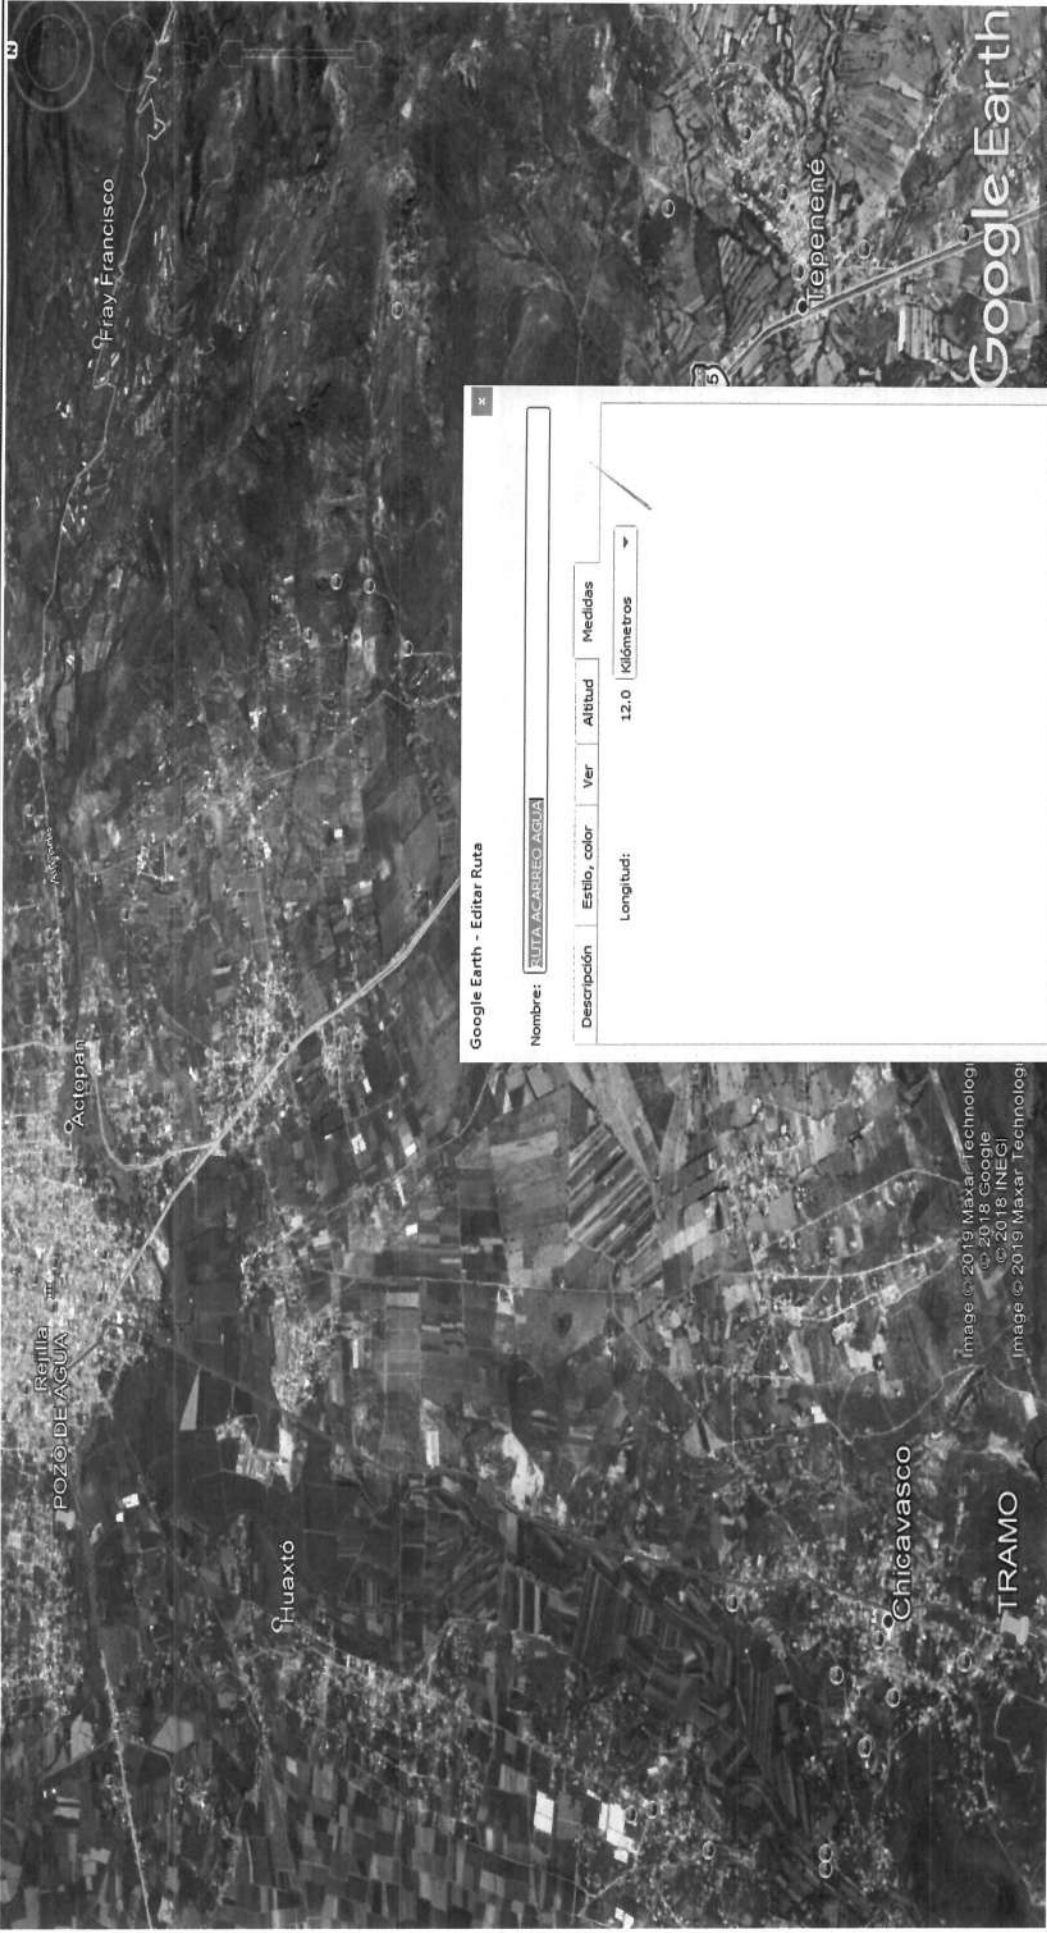 N
Fray Francisco
Actopan
Rejilla
POZO DE AGUA
Huaxtó
Tepenené
Google Earth
Google Earth - Editar Ruta
Nombre: RUTA ACARREO AGUA
Descripción Estilo, color Ver Altitud Medidas
Longitud: 12.0 Kilómetros
Chicavasco
TRAMO
Image © 2019 Maxar Technologi
© 2018 Google
© 2018 INEGI
Image © 2019 Maxar Technologi